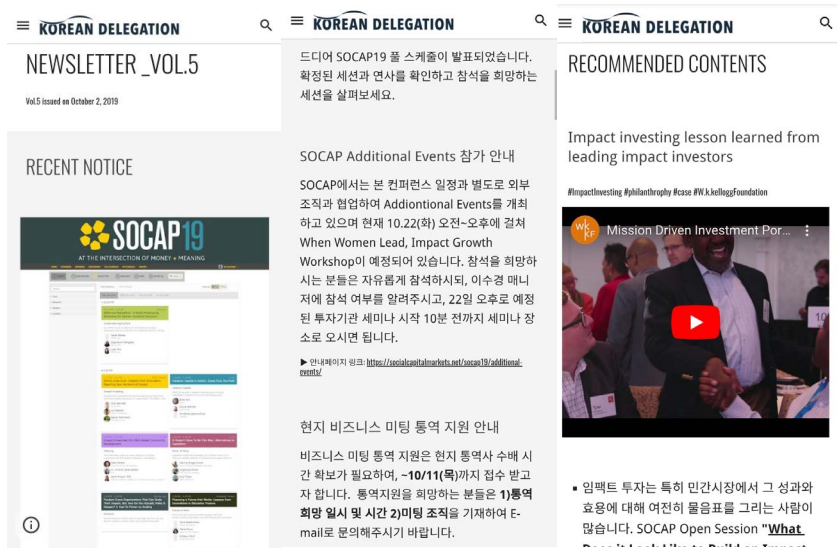 KOREAN DELEGATION
NEWSLETTER _VOL.5
Vol.5 issued on October 2, 2019
RECENT NOTICE
SOCAP19
AT THE INTERSECTION OF MONEY + MEANING
KOREAN DELEGATION
드디어 SOCAP19 풀 스케줄이 발표되었습니다.
확정된 세션과 연사를 확인하고 참석을 희망하는
세션을 살펴보세요.
SOCAP Additional Events 참가 안내
SOCAP에서는 본 컨퍼런스 일정과 별도로 외부
조직과 협업하여 Addiontional Events를 개최
하고 있으며 현재 10.22(화) 오전~오후에 걸쳐
When Women Lead, Impact Growth
Workshop이 예정되어 있습니다. 참석을 희망하
시는 분들은 자유롭게 참석하시되, 이수경 매니
저에 참석 여부를 알려주시고, 22일 오후로 예정
된 투자기관 세미나 시작 10분 전까지 세미나 장
소로 오시면 됩니다.
▶ 안내페이지 링크: https://socialcapitalmarkets.net/socap19/additional-
events/
현지 비즈니스 미팅 통역 지원 안내
비즈니스 미팅 통역 지원은 현지 통역사 수배 시
간 확보가 필요하여, ~10/11(목)까지 접수 받고
자 합니다. 통역지원을 희망하는 분들은 1)통역
희망 일시 및 시간 2)미팅 조직을 기재하여 E-
mail로 문의해주시기 바랍니다.
KOREAN DELEGATION
RECOMMENDED CONTENTS
Impact investing lesson learned from
leading impact investors
#ImpactInvesting #philanthropy #case #W.k.kelloggFoundation
WK
KF
Mission Driven Investment Por...
▪ 임팩트 투자는 특히 민간시장에서 그 성과와
효용에 대해 여전히 물음표를 그리는 사람이
많습니다. SOCAP Open Session "What
Does it Look Like to Build an Impact